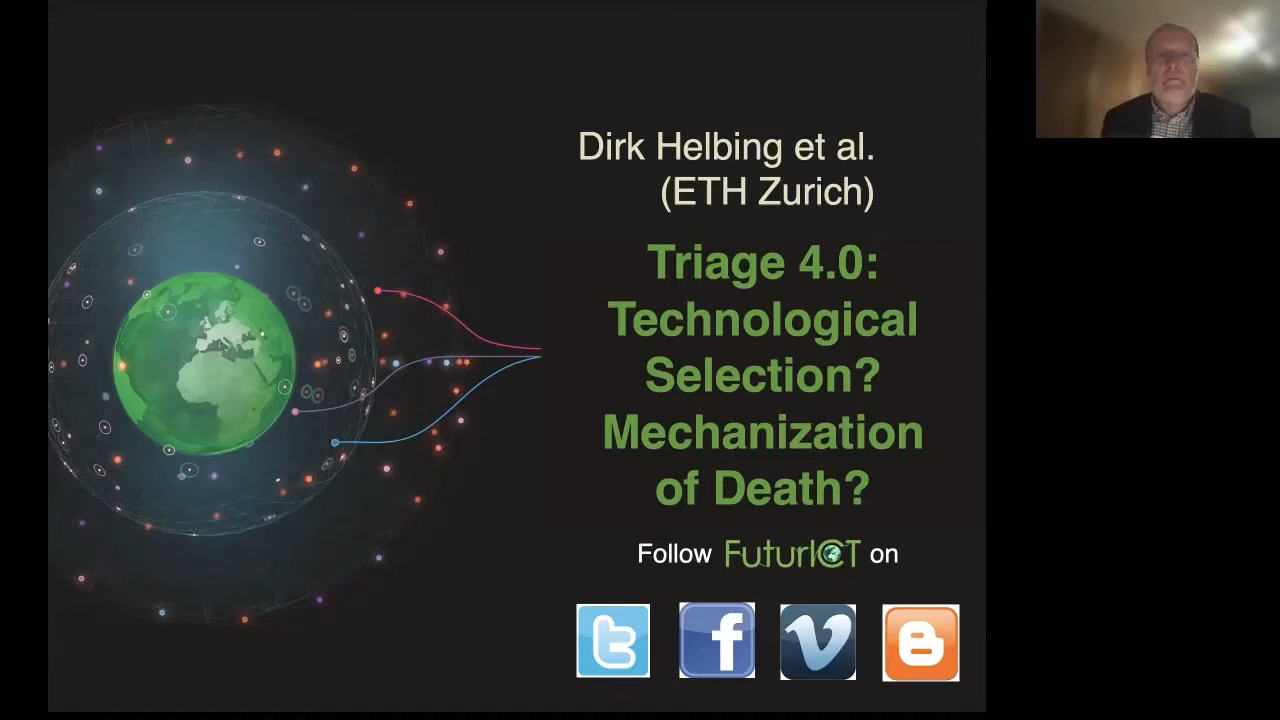 Dirk Helbing et al.
(ETH Zurich)
Triage 4.0:
Technological
Selection?
Mechanization
of Death?
Follow FuturICT on